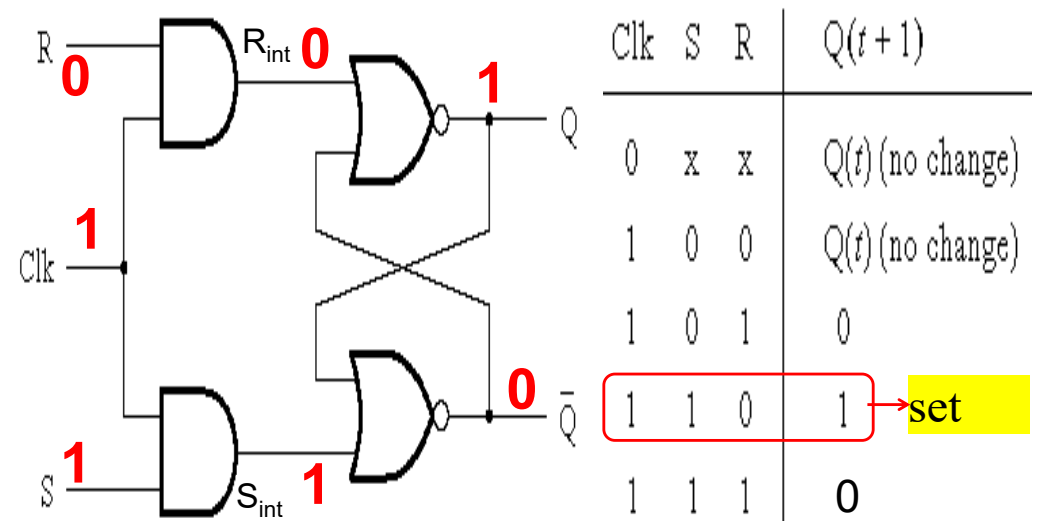 R 0 R_int 0 1 Q
1
Clk
1 S S_int 1 0 Q̄
Clk S R Q(t + 1)
0 x x Q(t) (no change)
1 0 0 Q(t) (no change)
1 0 1 0
1 1 0 1 set
1 1 1 0